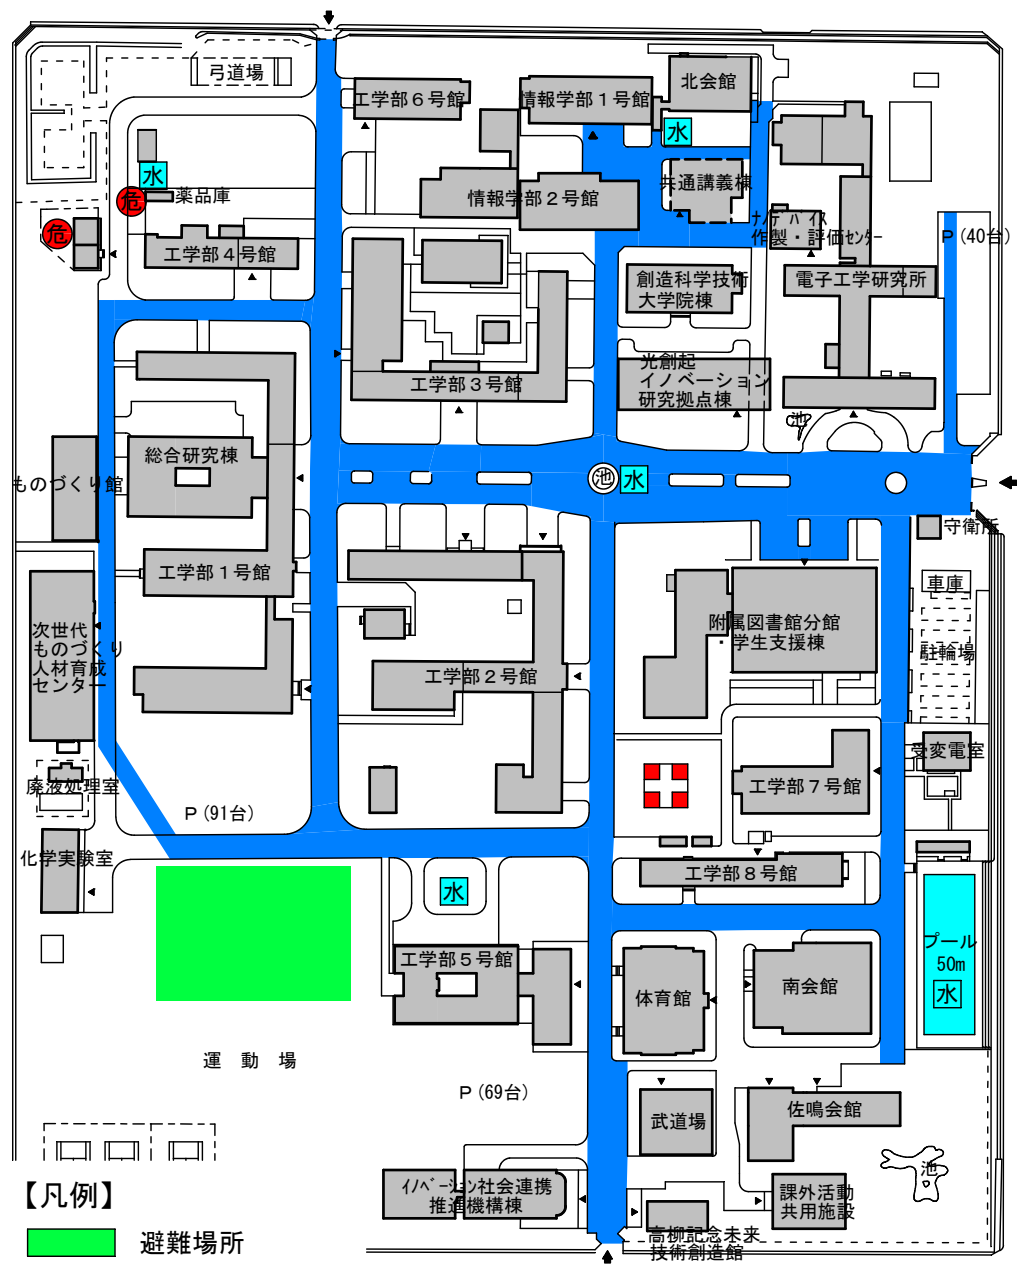 弓道場
工学部６号館
情報学部１号館
北会館
水
水
危
薬品庫
共通講義棟
危
情報学部２号館
ﾅﾉﾃﾞﾊﾞｲｽ
作製・評価ｾﾝﾀｰ
P (40台)
工学部４号館
創造科学技術
大学院棟
電子工学研究所
光創起
イノベーション
研究拠点棟
工学部３号館
池
総合研究棟
ものづくり館
池
水
守衛所
工学部１号館
車庫
次世代
ものづくり
人材育成
センター
附属図書館分館
・学生支援棟
駐輪場
工学部２号館
受変電室
廃液処理室
工学部７号館
P (91台)
化学実験室
工学部８号館
水
プール
50m
水
工学部５号館
体育館
南会館
運　動　場
P (69台)
武道場
佐鳴会館
池
ｲﾉﾍﾞｰｼｮﾝ社会連携
推進機構棟
課外活動
共用施設
【凡例】
高柳記念未来
技術創造館
避難場所